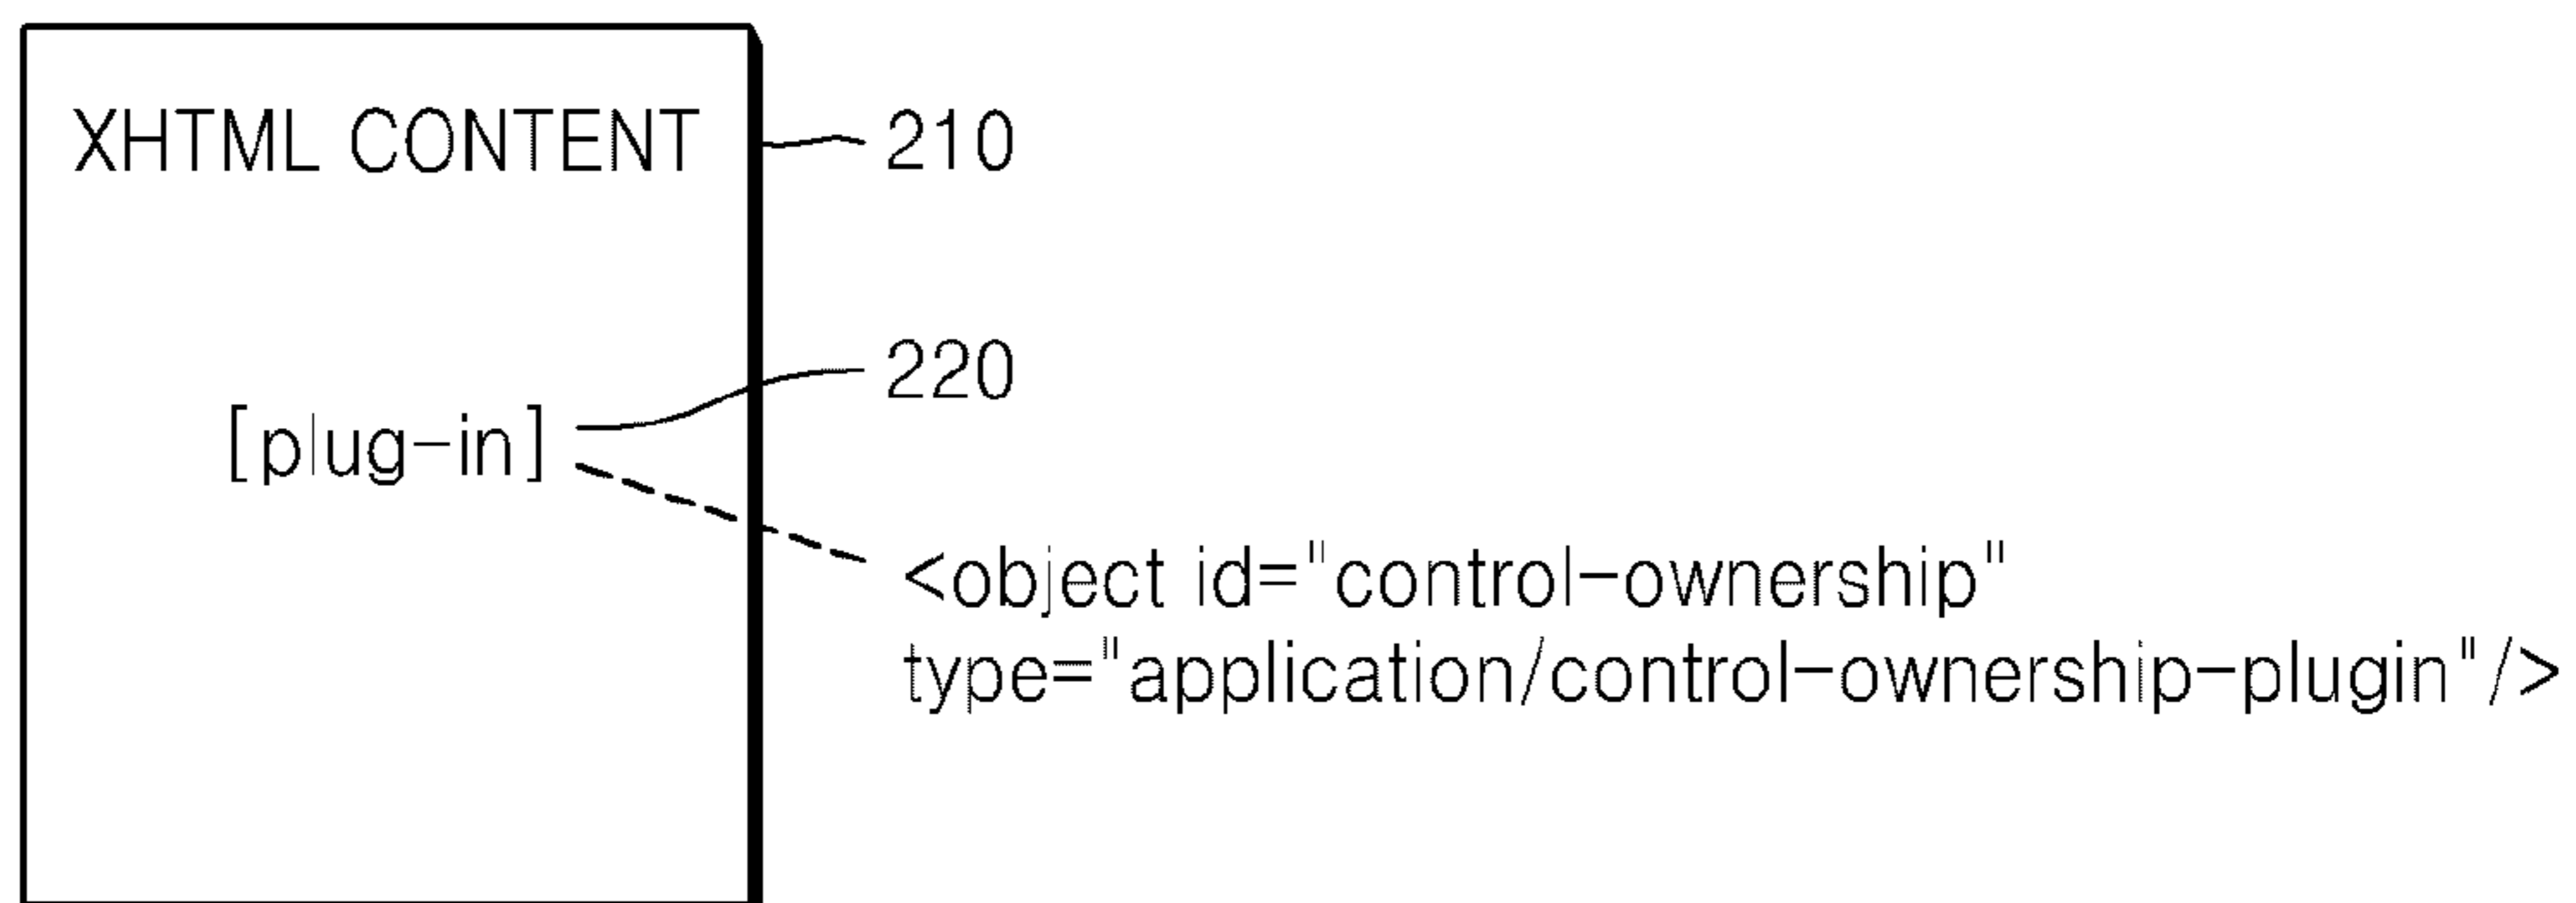 XHTML CONTENT
210
220
[plug-in]
<object id="control-ownership"
type="application/control-ownership-plugin"/>